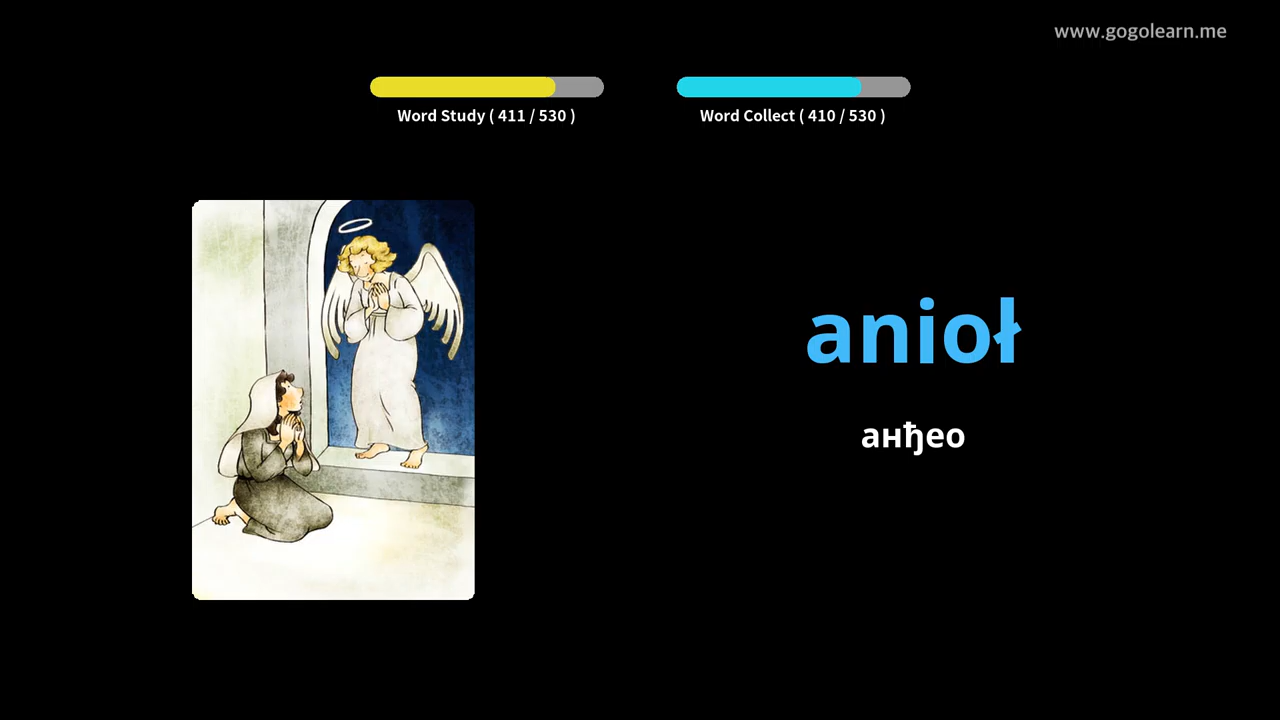 www.gogolearn.me
Word Study ( 411 / 530 )
Word Collect ( 410 / 530 )
anioł
анђео